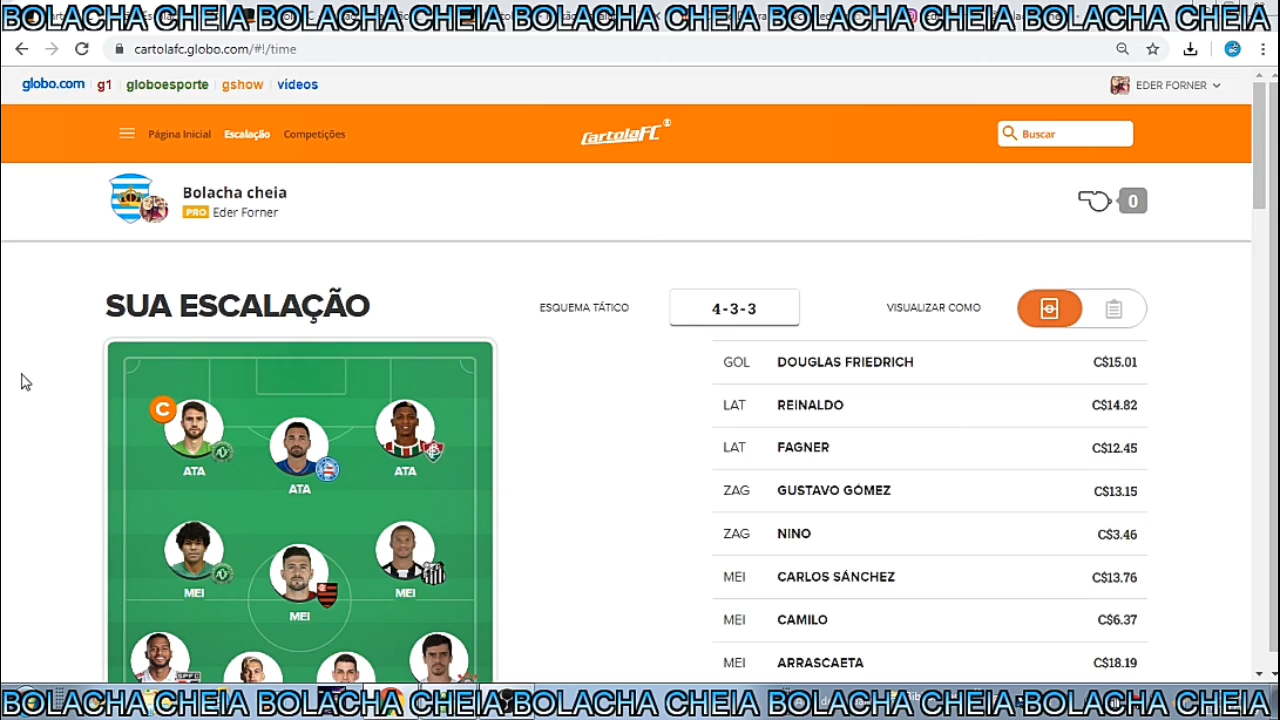 BOLACHA CHEIA BOLACHA CHEIA BOLACHA CHEIA BOLACHA CHEIA BOLACHA CHEIA
cartolafc.globo.com/#!/time
globo.com g1 globoesporte gshow vídeos EDER FORNER
Página Inicial Escalação Competições CartolaFC Buscar
Bolacha cheia
PRO Eder Forner
0
SUA ESCALAÇÃO ESQUEMA TÁTICO 4-3-3 VISUALIZAR COMO
GOL DOUGLAS FRIEDRICH C$15.01
LAT REINALDO C$14.82
LAT FAGNER C$12.45
ZAG GUSTAVO GÓMEZ C$13.15
ZAG NINO C$3.46
MEI CARLOS SÁNCHEZ C$13.76
MEI CAMILO C$6.37
MEI ARRASCAETA C$18.19
C
ATA ATA ATA
MEI MEI MEI
SPFC
BOLACHA CHEIA BOLACHA CHEIA BOLACHA CHEIA BOLACHA CHEIA BOLACHA CHEIA